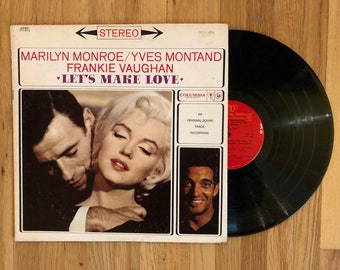 STEREO
MARILYN MONROE/YVES MONTAND
FRANKIE VAUGHAN
LET'S MAKE LOVE
COLUMBIA
AN
ORIGINAL SOUND
TRACK
RECORDING